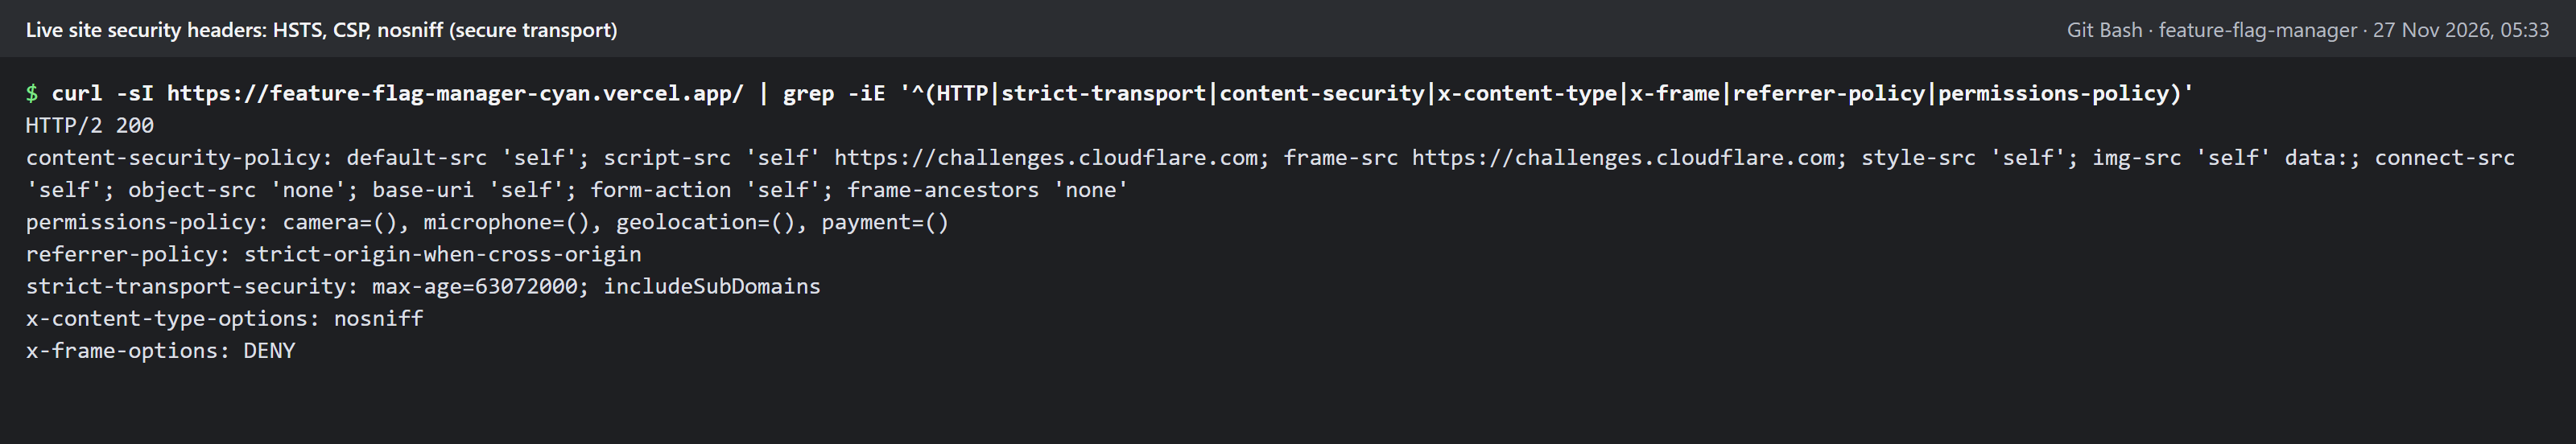 Live site security headers: HSTS, CSP, nosniff (secure transport)
Git Bash · feature-flag-manager · 27 Nov 2026, 05:33
$ curl -sI https://feature-flag-manager-cyan.vercel.app/ | grep -iE '^(HTTP|strict-transport|content-security|x-content-type|x-frame|referrer-policy|permissions-policy)'
HTTP/2 200
content-security-policy: default-src 'self'; script-src 'self' https://challenges.cloudflare.com; frame-src https://challenges.cloudflare.com; style-src 'self'; img-src 'self' data:; connect-src
'self'; object-src 'none'; base-uri 'self'; form-action 'self'; frame-ancestors 'none'
permissions-policy: camera=(), microphone=(), geolocation=(), payment=()
referrer-policy: strict-origin-when-cross-origin
strict-transport-security: max-age=63072000; includeSubDomains
x-content-type-options: nosniff
x-frame-options: DENY